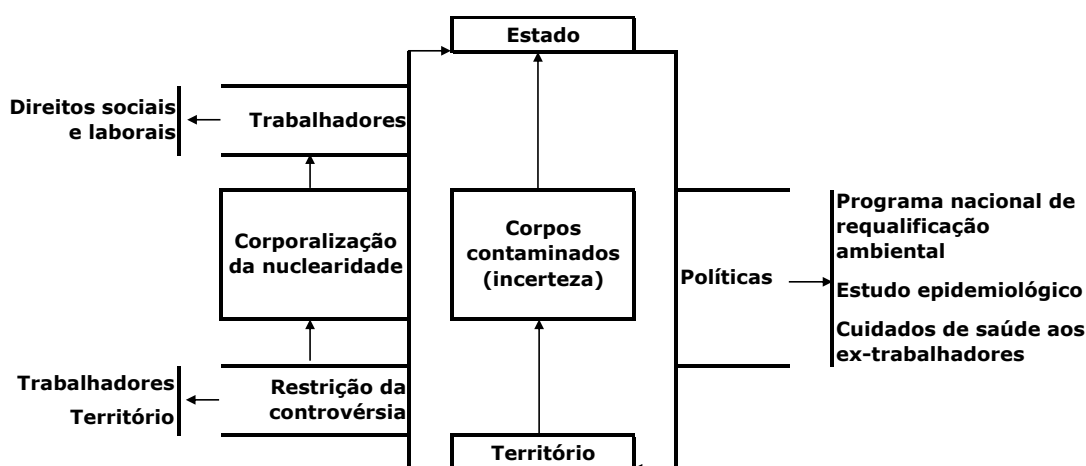 Estado
Direitos sociais
e laborais
Trabalhadores
Corporalização
da nuclearidade
Corpos
contaminados
(incerteza)
Políticas
Programa nacional de
requalificação
ambiental
Estudo epidemiológico
Cuidados de saúde aos
ex-trabalhadores
Trabalhadores
Território
Restrição da
controvérsia
Território